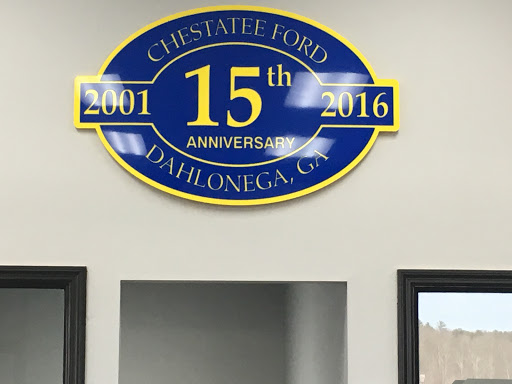 CHESTATEE FORD
2001 15th 2016
ANNIVERSARY
DAHLONEGA, GA